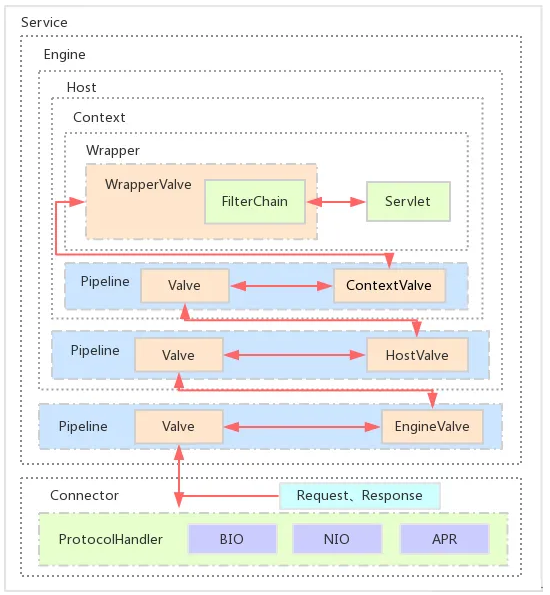 Service
Engine
Host
Context
Wrapper
WrapperValve
FilterChain
Servlet
Pipeline
Valve
ContextValve
Pipeline
Valve
HostValve
Pipeline
Valve
EngineValve
Connector
Request、Response
ProtocolHandler
BIO
NIO
APR